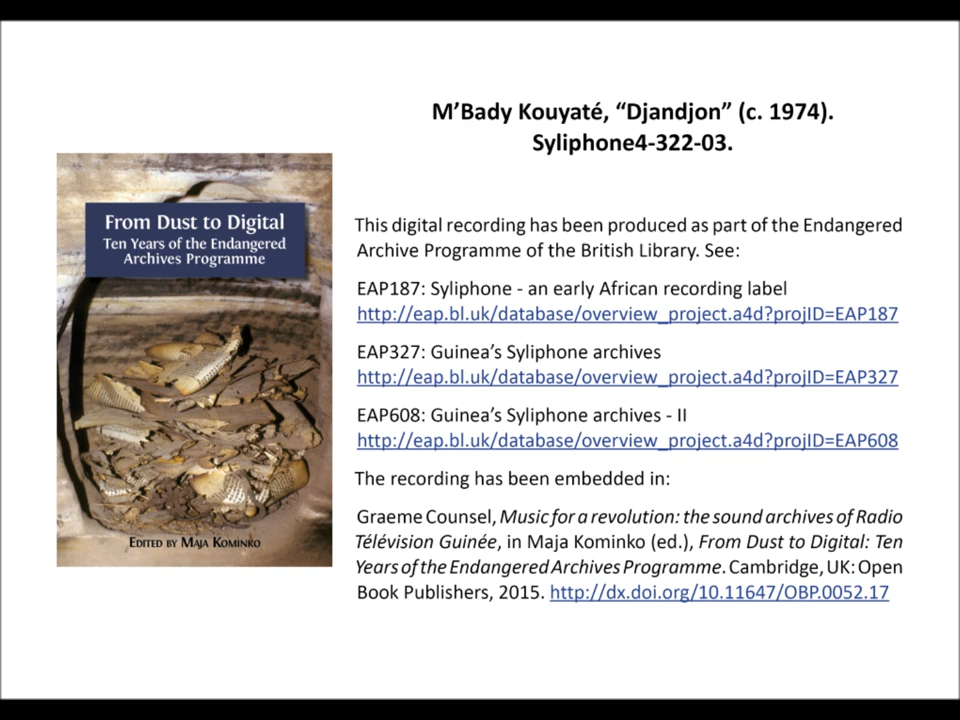 M’Bady Kouyaté, “Djandjon” (c. 1974).
Syliphone4-322-03.
From Dust to Digital
Ten Years of the Endangered
Archives Programme
EDITED BY MAJA KOMINKO
This digital recording has been produced as part of the Endangered
Archive Programme of the British Library. See:
EAP187: Syliphone - an early African recording label
http://eap.bl.uk/database/overview_project.a4d?projID=EAP187
EAP327: Guinea’s Syliphone archives
http://eap.bl.uk/database/overview_project.a4d?projID=EAP327
EAP608: Guinea’s Syliphone archives - II
http://eap.bl.uk/database/overview_project.a4d?projID=EAP608
The recording has been embedded in:
Graeme Counsel, Music for a revolution: the sound archives of Radio
Télévision Guinée, in Maja Kominko (ed.), From Dust to Digital: Ten
Years of the Endangered Archives Programme. Cambridge, UK: Open
Book Publishers, 2015. http://dx.doi.org/10.11647/OBP.0052.17